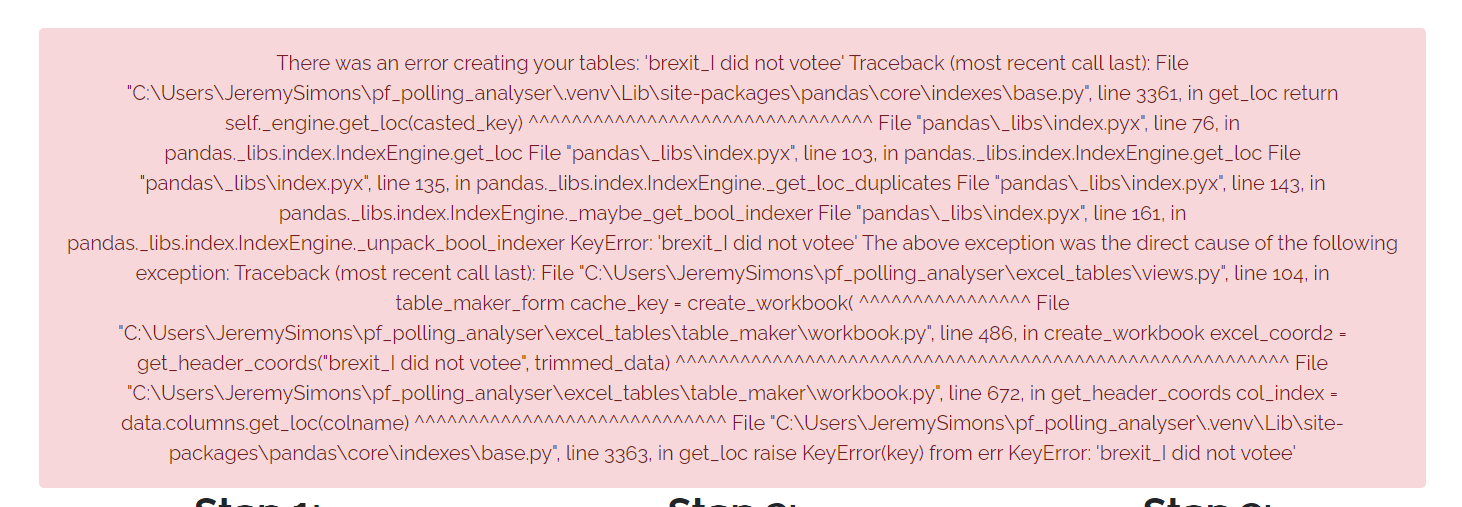 There was an error creating your tables: 'brexit_I did not votee' Traceback (most recent call last): File
"C:\Users\JeremySimons\pf_polling_analyser\.venv\Lib\site-packages\pandas\core\indexes\base.py", line 3361, in get_loc return
self._engine.get_loc(casted_key) ^^^^^^^^^^^^^^^^^^^^^^^^^^^^^^^^ File "pandas\_libs\index.pyx", line 76, in
pandas._libs.index.IndexEngine.get_loc File "pandas\_libs\index.pyx", line 103, in pandas._libs.index.IndexEngine.get_loc File
"pandas\_libs\index.pyx", line 135, in pandas._libs.index.IndexEngine._get_loc_duplicates File "pandas\_libs\index.pyx", line 143, in
pandas._libs.index.IndexEngine._maybe_get_bool_indexer File "pandas\_libs\index.pyx", line 161, in
pandas._libs.index.IndexEngine._unpack_bool_indexer KeyError: 'brexit_I did not votee' The above exception was the direct cause of the following
exception: Traceback (most recent call last): File "C:\Users\JeremySimons\pf_polling_analyser\excel_tables\views.py", line 104, in
table_maker_form cache_key = create_workbook( ^^^^^^^^^^^^^^^^ File
"C:\Users\JeremySimons\pf_polling_analyser\excel_tables\table_maker\workbook.py", line 486, in create_workbook excel_coord2 =
get_header_coords("brexit_I did not votee", trimmed_data) ^^^^^^^^^^^^^^^^^^^^^^^^^^^^^^^^^^^^^^^^^^^^^^^^^^^^^^^^^ File
"C:\Users\JeremySimons\pf_polling_analyser\excel_tables\table_maker\workbook.py", line 672, in get_header_coords col_index =
data.columns.get_loc(colname) ^^^^^^^^^^^^^^^^^^^^^^^^^^^^^ File "C:\Users\JeremySimons\pf_polling_analyser\.venv\Lib\site-
packages\pandas\core\indexes\base.py", line 3363, in get_loc raise KeyError(key) from err KeyError: 'brexit_I did not votee'